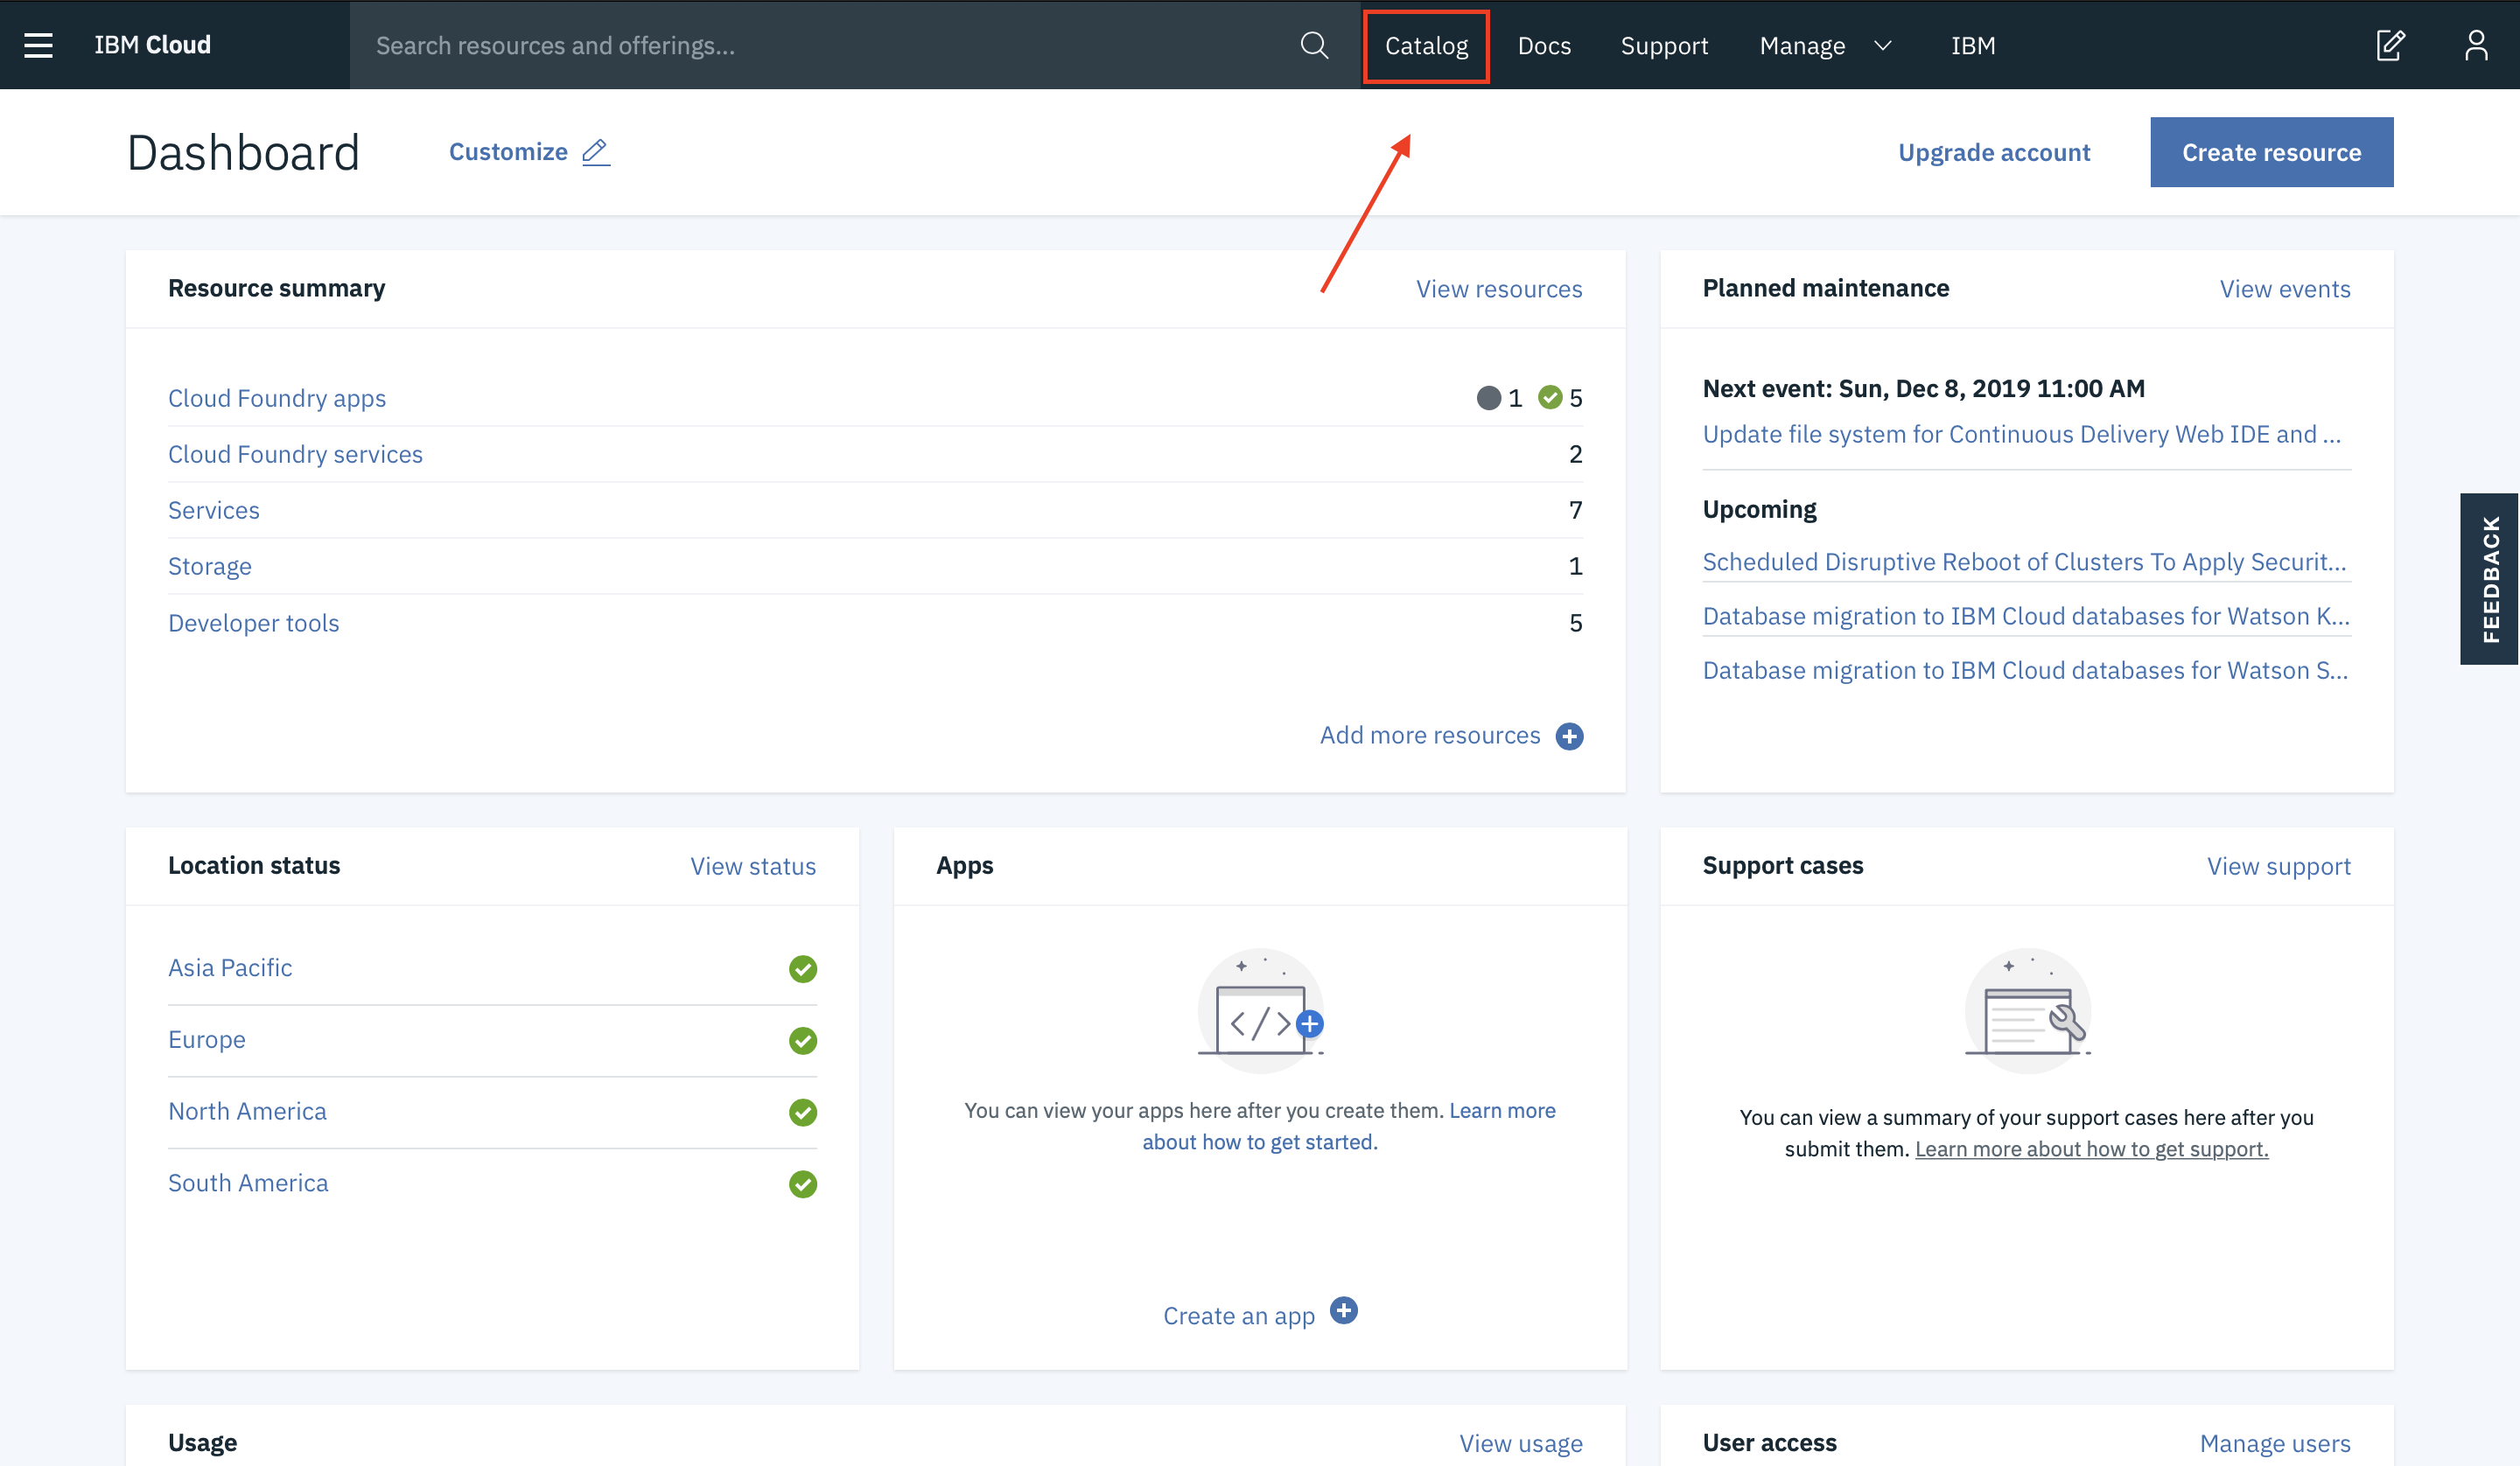 IBM Cloud
Search resources and offerings...
Catalog
Docs
Support
Manage
IBM
Dashboard
Customize
Upgrade account
Create resource
Resource summary
View resources
Cloud Foundry apps
1
5
Cloud Foundry services
2
Services
7
Storage
1
Developer tools
5
Add more resources
Planned maintenance
View events
Next event: Sun, Dec 8, 2019 11:00 AM
Update file system for Continuous Delivery Web IDE and ...
Upcoming
Scheduled Disruptive Reboot of Clusters To Apply Securit...
Database migration to IBM Cloud databases for Watson K...
Database migration to IBM Cloud databases for Watson S...
FEEDBACK
Location status
View status
Asia Pacific
Europe
North America
South America
Apps
You can view your apps here after you create them. Learn more
about how to get started.
Create an app
Support cases
View support
You can view a summary of your support cases here after you
submit them. Learn more about how to get support.
Usage
View usage
User access
Manage users